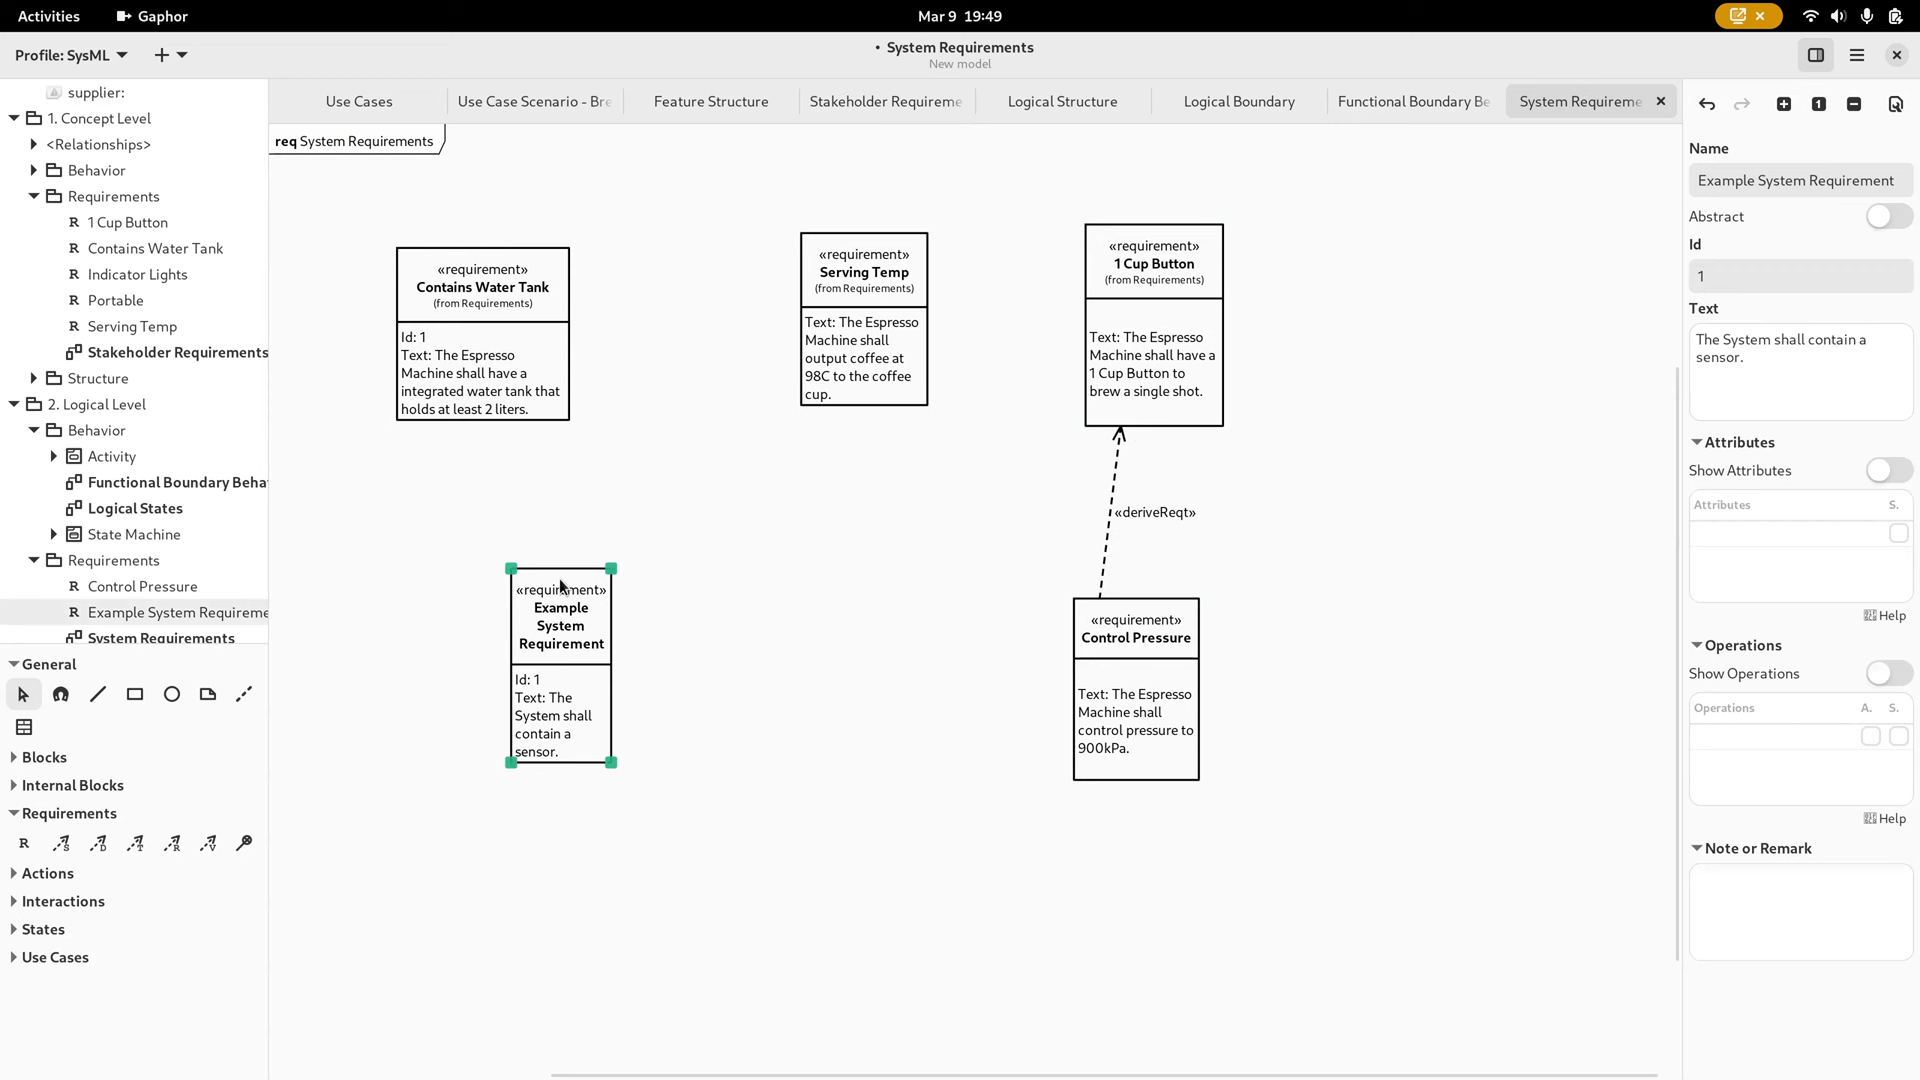 Activities
Gaphor
Mar 9 19:49
Profile: SysML
• System Requirements
New model
supplier:
1. Concept Level
<Relationships>
Behavior
Requirements
R 1 Cup Button
R Contains Water Tank
R Indicator Lights
R Portable
R Serving Temp
Stakeholder Requirements
Structure
2. Logical Level
Behavior
Activity
Functional Boundary Beha
Logical States
State Machine
Requirements
R Control Pressure
R Example System Requireme
System Requirements
General
Blocks
Internal Blocks
Requirements
R S D T R V
Actions
Interactions
States
Use Cases
Use Cases
Use Case Scenario - Bre
Feature Structure
Stakeholder Requireme
Logical Structure
Logical Boundary
Functional Boundary Be
System Requireme
req System Requirements
«requirement»
Contains Water Tank
(from Requirements)
Id: 1
Text: The Espresso
Machine shall have a
integrated water tank that
holds at least 2 liters.
«requirement»
Serving Temp
(from Requirements)
Text: The Espresso
Machine shall
output coffee at
98C to the coffee
cup.
«requirement»
1 Cup Button
(from Requirements)
Text: The Espresso
Machine shall have a
1 Cup Button to
brew a single shot.
«deriveReqt»
«requirement»
Example
System
Requirement
Id: 1
Text: The
System shall
contain a
sensor.
«requirement»
Control Pressure
Text: The Espresso
Machine shall
control pressure to
900kPa.
1
Name
Example System Requirement
Abstract
Id
1
Text
The System shall contain a
sensor.
Attributes
Show Attributes
Attributes S.
Help
Operations
Show Operations
Operations A. S.
Help
Note or Remark